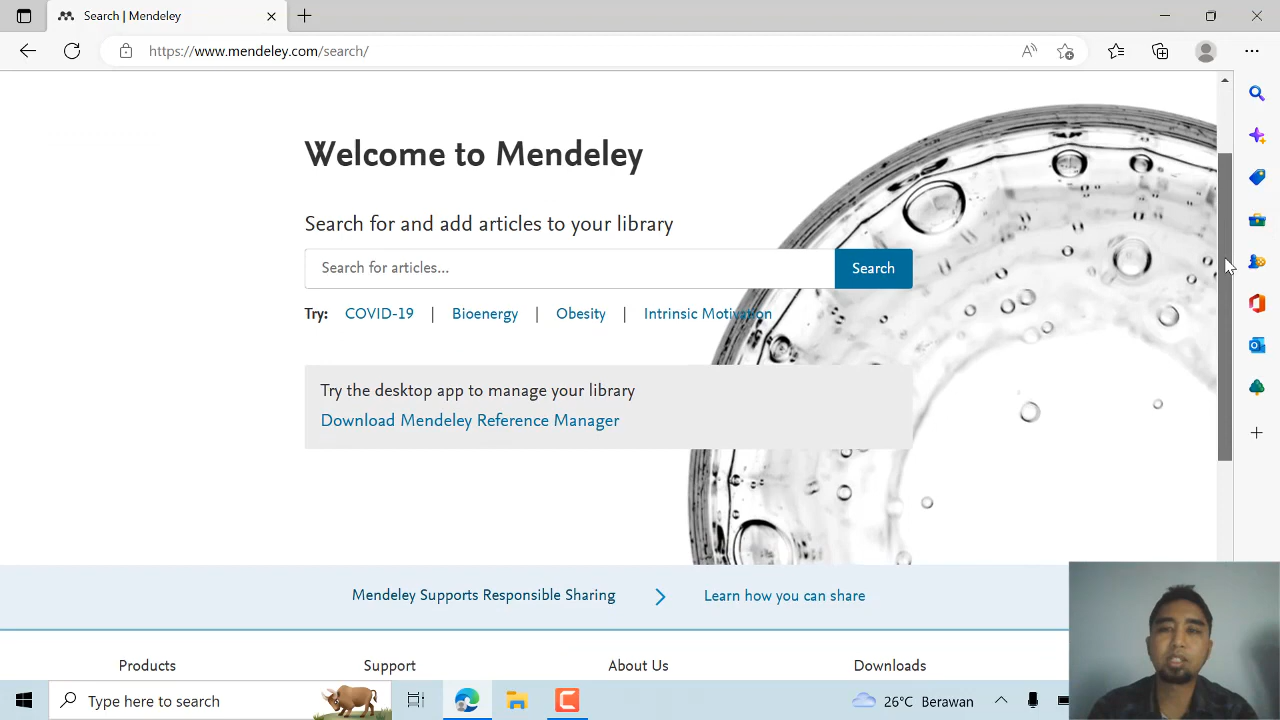 Search | Mendeley
https://www.mendeley.com/search/
Welcome to Mendeley
Search for and add articles to your library
Search for articles...
Search
Try: COVID-19 | Bioenergy | Obesity | Intrinsic Motivation
Try the desktop app to manage your library
Download Mendeley Reference Manager
Mendeley Supports Responsible Sharing
Learn how you can share
Products Support About Us Downloads
Type here to search
26°C Berawan